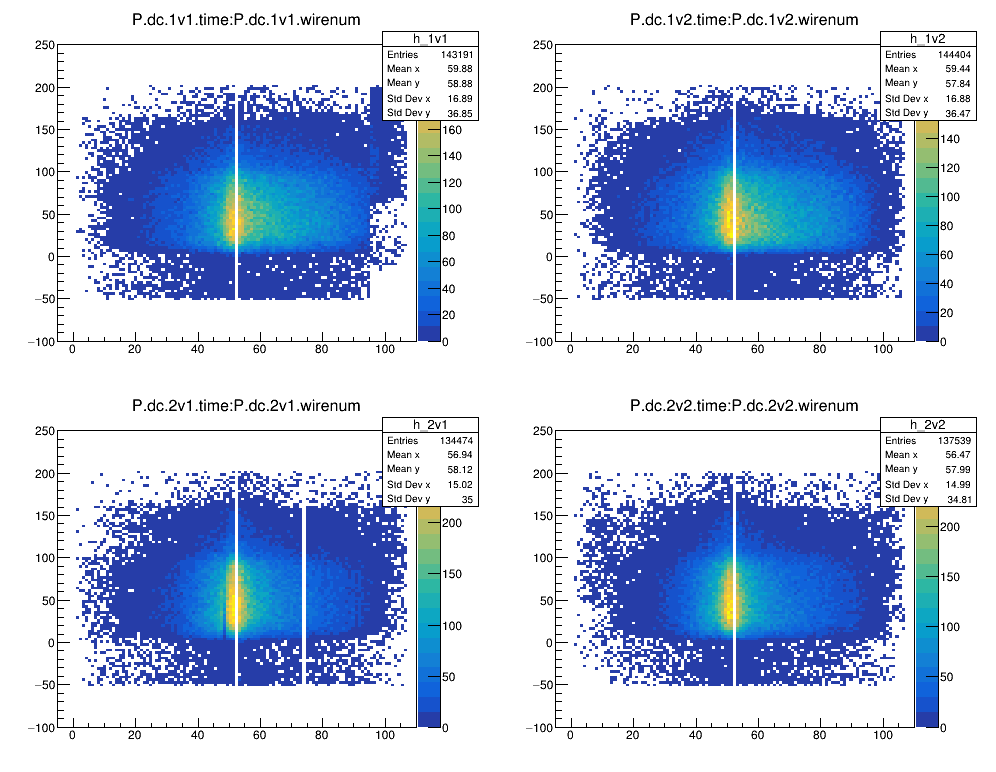 P.dc.1v1.time:P.dc.1v1.wirenum
h_1v1
Entries 143191
Mean x 59.88
Mean y 58.88
Std Dev x 16.89
Std Dev y 36.85
250
200
150
100
50
0
−50
−100
0 20 40 60 80 100
160
140
120
100
80
60
40
20
0
P.dc.1v2.time:P.dc.1v2.wirenum
h_1v2
Entries 144404
Mean x 59.44
Mean y 57.84
Std Dev x 16.88
Std Dev y 36.47
250
200
150
100
50
0
−50
−100
0 20 40 60 80 100
140
120
100
80
60
40
20
0
P.dc.2v1.time:P.dc.2v1.wirenum
h_2v1
Entries 134474
Mean x 56.94
Mean y 58.12
Std Dev x 15.02
Std Dev y 35
250
200
150
100
50
0
−50
−100
0 20 40 60 80 100
200
150
100
50
0
P.dc.2v2.time:P.dc.2v2.wirenum
h_2v2
Entries 137539
Mean x 56.47
Mean y 57.99
Std Dev x 14.99
Std Dev y 34.81
250
200
150
100
50
0
−50
−100
0 20 40 60 80 100
200
150
100
50
0